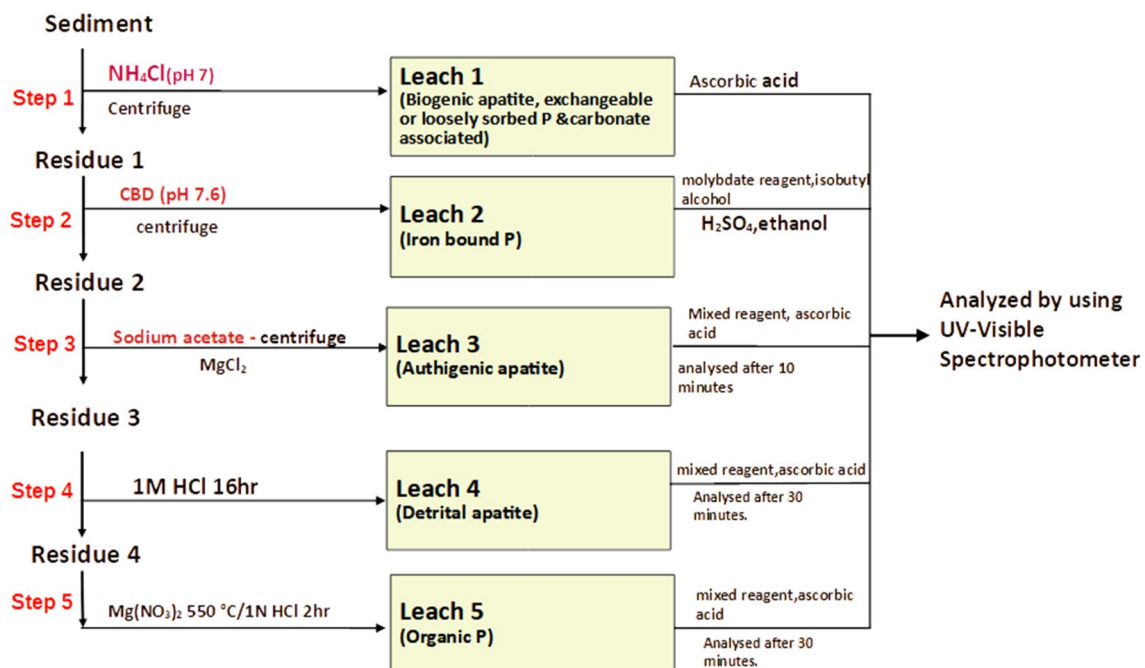 Sediment
Step 1
NH₄Cl(pH 7)
Centrifuge
Leach 1
(Biogenic apatite, exchangeable
or loosely sorbed P &carbonate
associated)
Ascorbic acid
Residue 1
Step 2
CBD (pH 7.6)
centrifuge
Leach 2
(Iron bound P)
molybdate reagent,isobutyl
alcohol
H₂SO₄,ethanol
Residue 2
Step 3
Sodium acetate - centrifuge
MgCl₂
Leach 3
(Authigenic apatite)
Mixed reagent, ascorbic
acid
analysed after 10
minutes
Analyzed by using
UV-Visible
Spectrophotometer
Residue 3
Step 4
1M HCl 16hr
Leach 4
(Detrital apatite)
mixed reagent,ascorbic acid
Analysed after 30
minutes.
Residue 4
Step 5
Mg(NO₃)₂ 550 °C/1N HCl 2hr
Leach 5
(Organic P)
mixed reagent,ascorbic
acid
Analysed after 30
minutes.